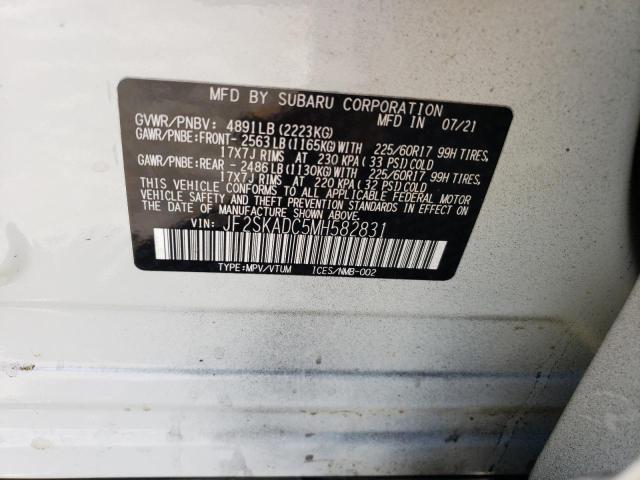 MFD BY SUBARU CORPORATION
GVWR/PNBV: 4891LB (2223KG) MFD IN 07/21
GAWR/PNBE:FRONT- 2563LB(1165KG)WITH 225/60R17 99H TIRES,
17X7J RIMS AT 230 KPA(33 PSI)COLD
GAWR/PNBE:REAR - 2486LB(1130KG)WITH 225/60R17 99H TIRES,
17X7J RIMS AT 220 KPA(32 PSI)COLD
THIS VEHICLE CONFORMS TO ALL APPLICABLE FEDERAL MOTOR
VEHICLE SAFETY, BUMPER, AND THEFT PREVENTION STANDARDS
IN EFFECT ON THE DATE OF MANUFACTURE SHOWN ABOVE.
VIN: JF2SKADC5MH582831
TYPE:MPV/VTUM ICES/NMB-002